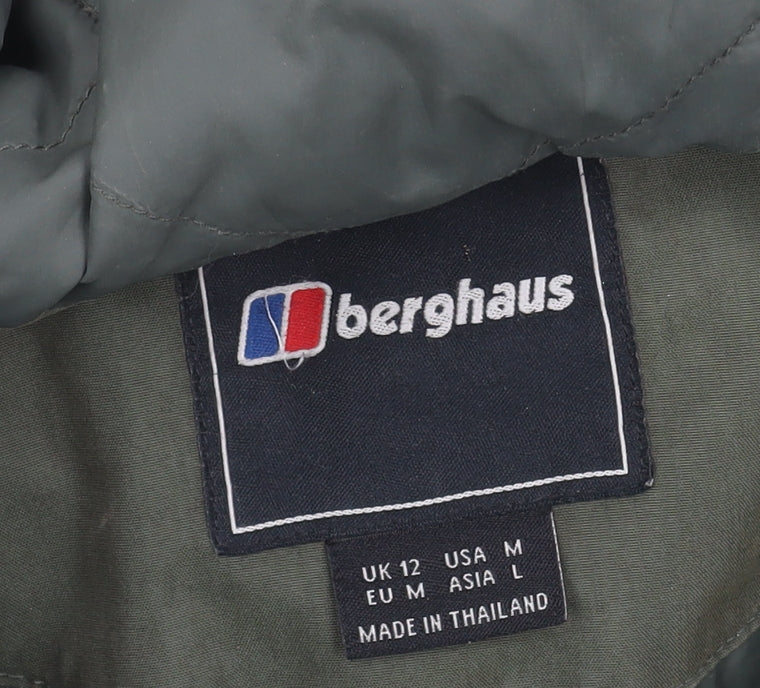 berghaus
UK 12 USA M
EU M ASIA L
MADE IN THAILAND